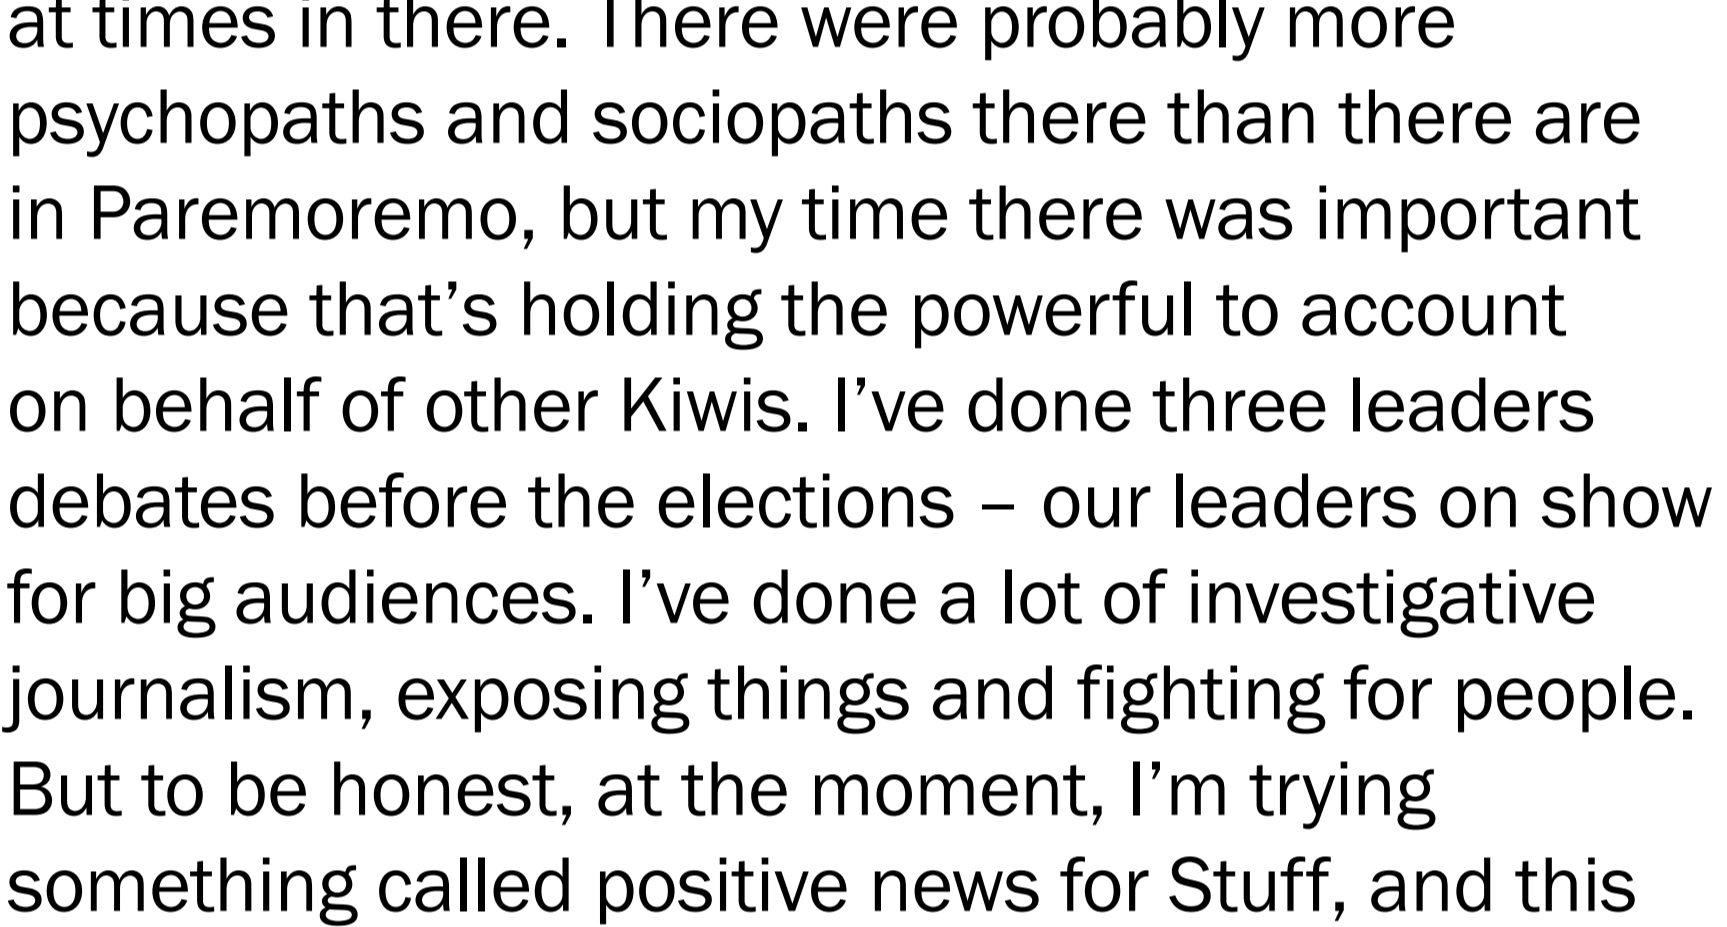 at times in there. There were probably more
psychopaths and sociopaths there than there are
in Paremoremo, but my time there was important
because that’s holding the powerful to account
on behalf of other Kiwis. I’ve done three leaders
debates before the elections – our leaders on show
for big audiences. I’ve done a lot of investigative
journalism, exposing things and fighting for people.
But to be honest, at the moment, I’m trying
something called positive news for Stuff, and this